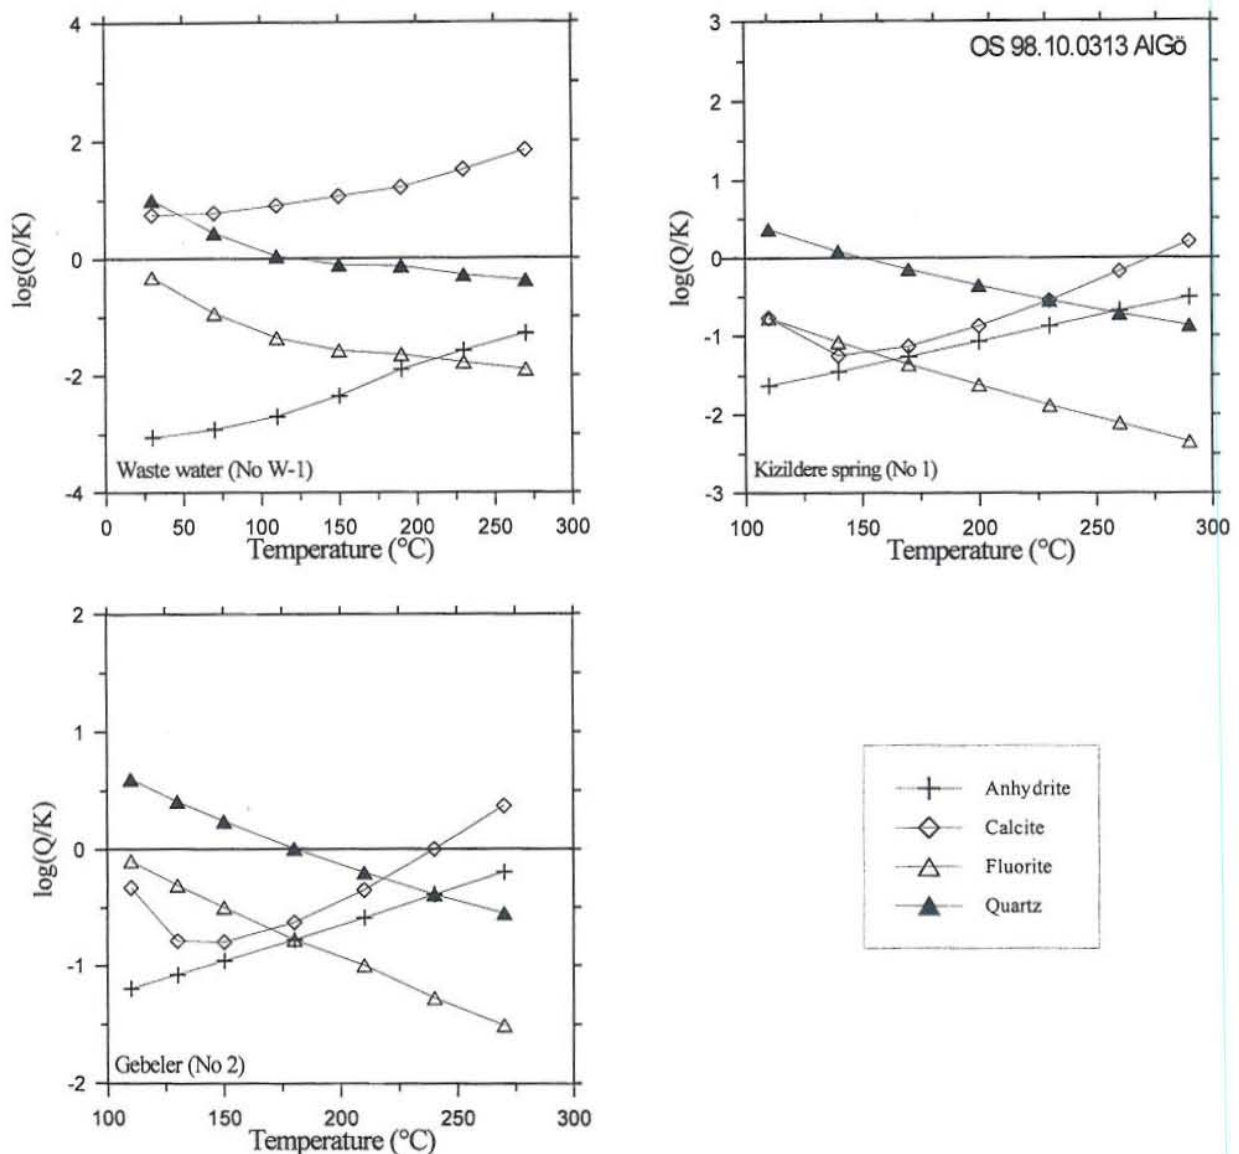 4
2
0
-2
-4
log(Q/K)
Waste water (No W-1)
0 50 100 150 200 250 300
Temperature (°C)
3
2
1
0
-1
-2
-3
log(Q/K)
OS 98.10.0313 AlGö
Kizildere spring (No 1)
100 150 200 250 300
Temperature (°C)
2
1
0
-1
-2
log(Q/K)
Gebeler (No 2)
100 150 200 250 300
Temperature (°C)
Anhydrite
Calcite
Fluorite
Quartz